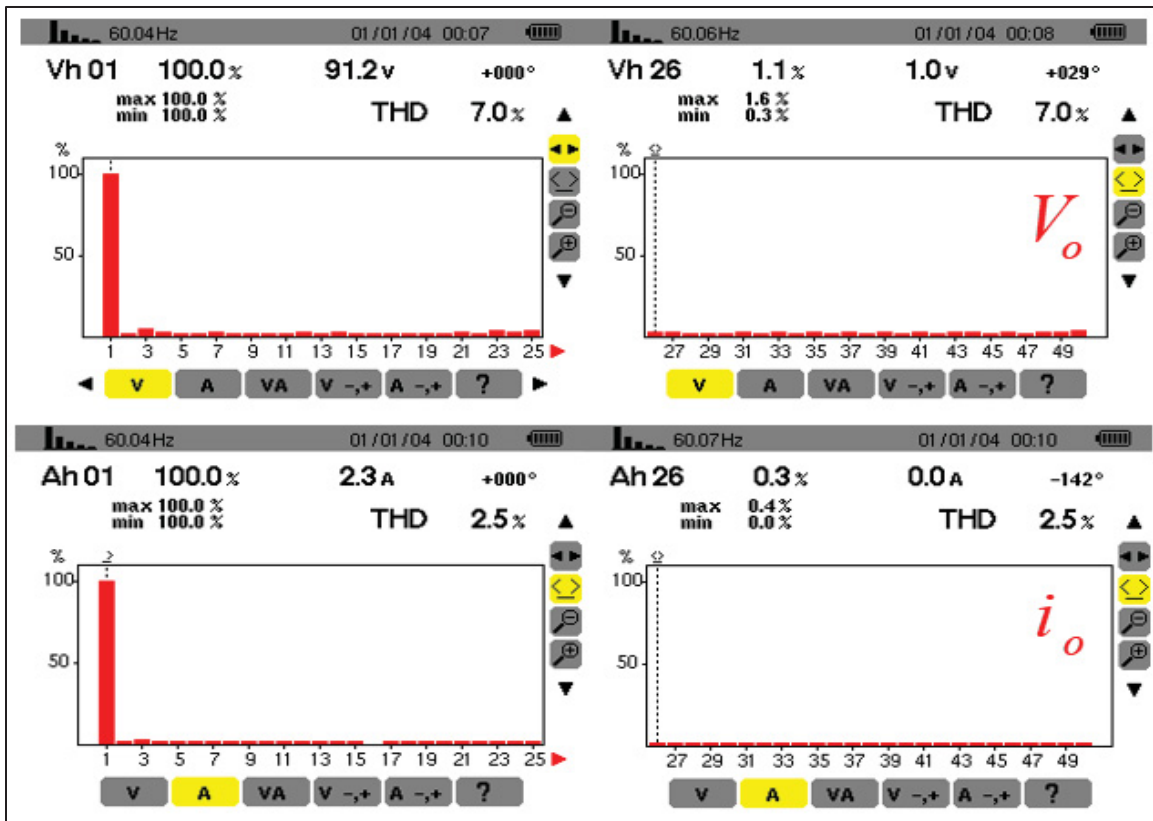 60.04Hz 01/01/04 00:07
Vh 01 100.0 % 91.2 v +000°
max 100.0 %
min 100.0 %
THD 7.0 %
%
100
50
1 3 5 7 9 11 13 15 17 19 21 23 25
V A VA V -,+ A -,+ ?
60.06Hz 01/01/04 00:08
Vh 26 1.1 % 1.0 v +029°
max 1.6 %
min 0.3 %
THD 7.0 %
%
100
50
Vo
27 29 31 33 35 37 39 41 43 45 47 49
V A VA V -,+ A -,+ ?
60.04Hz 01/01/04 00:10
Ah 01 100.0 % 2.3 A +000°
max 100.0 %
min 100.0 %
THD 2.5 %
%
100
50
1 3 5 7 9 11 13 15 17 19 21 23 25
V A VA V -,+ A -,+ ?
60.07Hz 01/01/04 00:10
Ah 26 0.3 % 0.0 A -142°
max 0.4 %
min 0.0 %
THD 2.5 %
%
100
50
io
27 29 31 33 35 37 39 41 43 45 47 49
V A VA V -,+ A -,+ ?